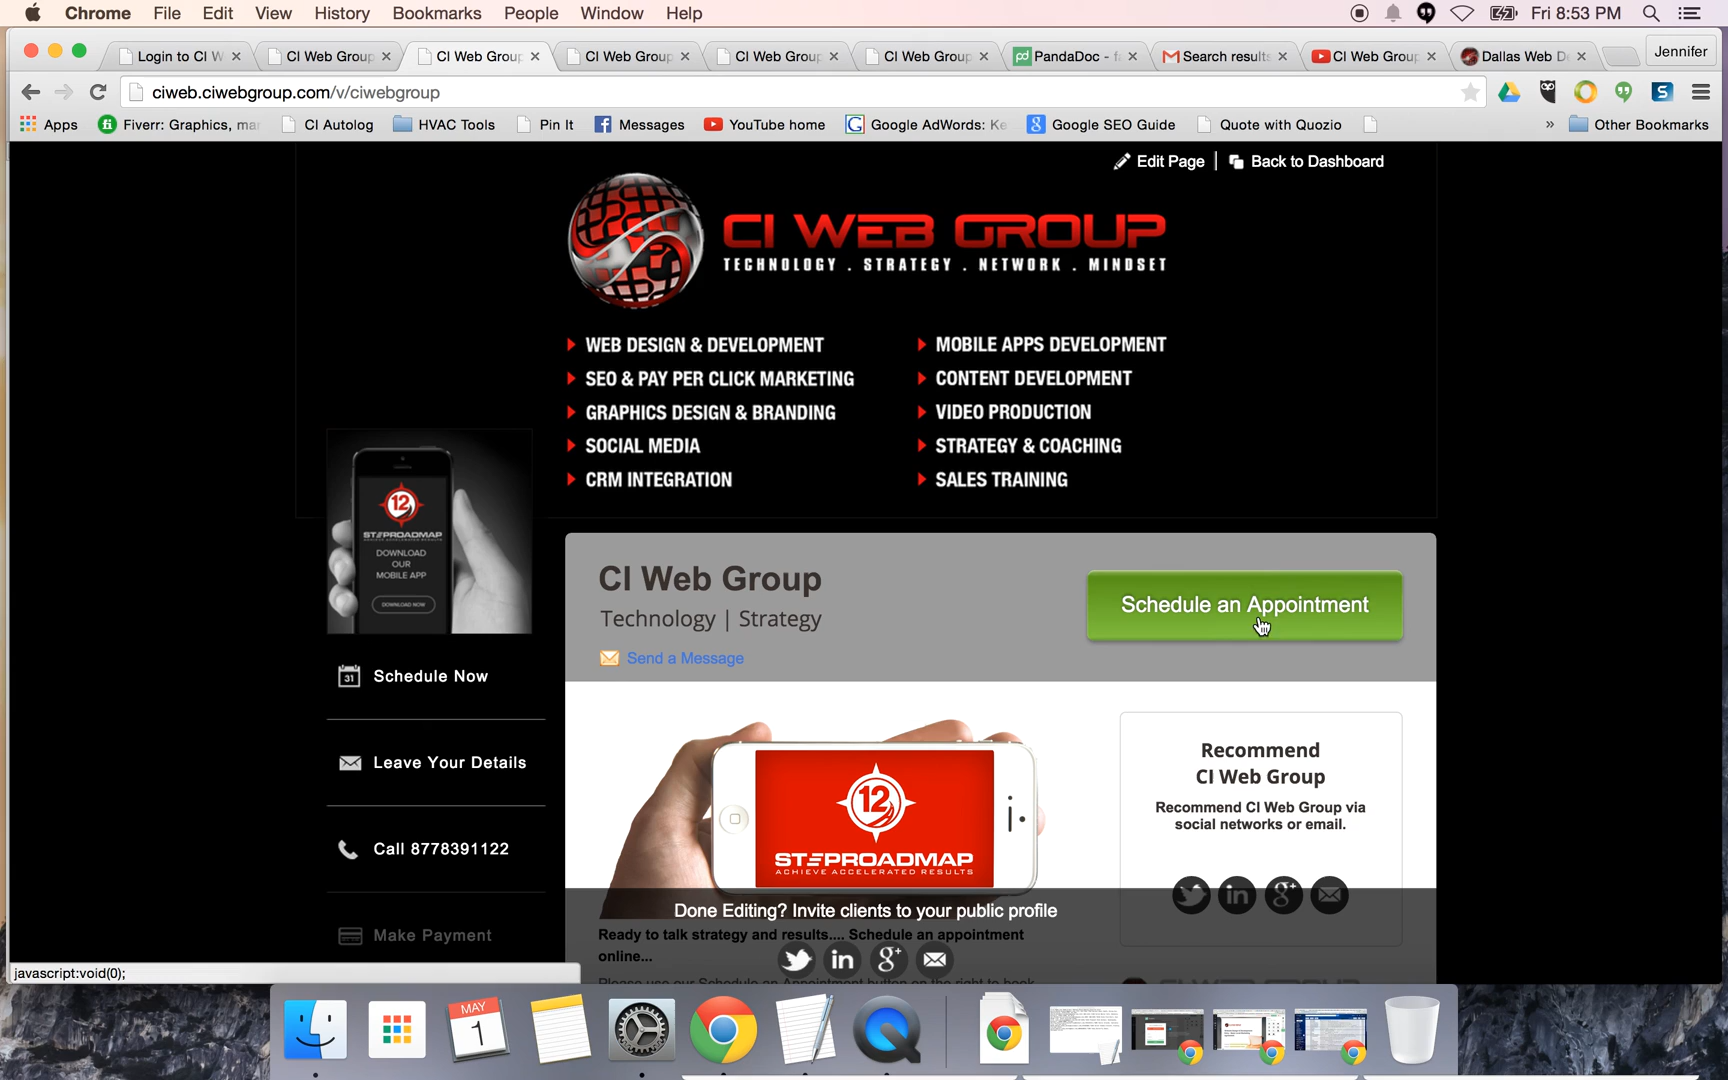 Chrome File Edit View History Bookmarks People Window Help Fri 8:53 PM
Login to CI W CI Web Group CI Web Group CI Web Group CI Web Group CI Web Group PandaDoc - Search results CI Web Group Dallas Web D Jennifer
ciweb.ciwebgroup.com/v/ciwebgroup
Apps Fiverr: Graphics, ma CI Autolog HVAC Tools Pin It Messages YouTube home Google AdWords: Ke Google SEO Guide Quote with Quozio » Other Bookmarks
Edit Page | Back to Dashboard
CI WEB GROUP
TECHNOLOGY . STRATEGY . NETWORK . MINDSET
WEB DESIGN & DEVELOPMENT MOBILE APPS DEVELOPMENT
SEO & PAY PER CLICK MARKETING CONTENT DEVELOPMENT
GRAPHICS DESIGN & BRANDING VIDEO PRODUCTION
SOCIAL MEDIA STRATEGY & COACHING
CRM INTEGRATION SALES TRAINING
12
STEPROADMAP
DOWNLOAD
OUR
MOBILE APP
DOWNLOAD NOW
CI Web Group
Technology | Strategy
Send a Message
Schedule an Appointment
Schedule Now
Leave Your Details
Call 8778391122
Make Payment
12
STEPROADMAP
ACHIEVE ACCELERATED RESULTS
Recommend
CI Web Group
Recommend CI Web Group via
social networks or email.
Done Editing? Invite clients to your public profile
Ready to talk strategy and results.... Schedule an appointment
online...
Please use our Schedule an Appointment button on the right to book
javascript:void(0);
MAY
1